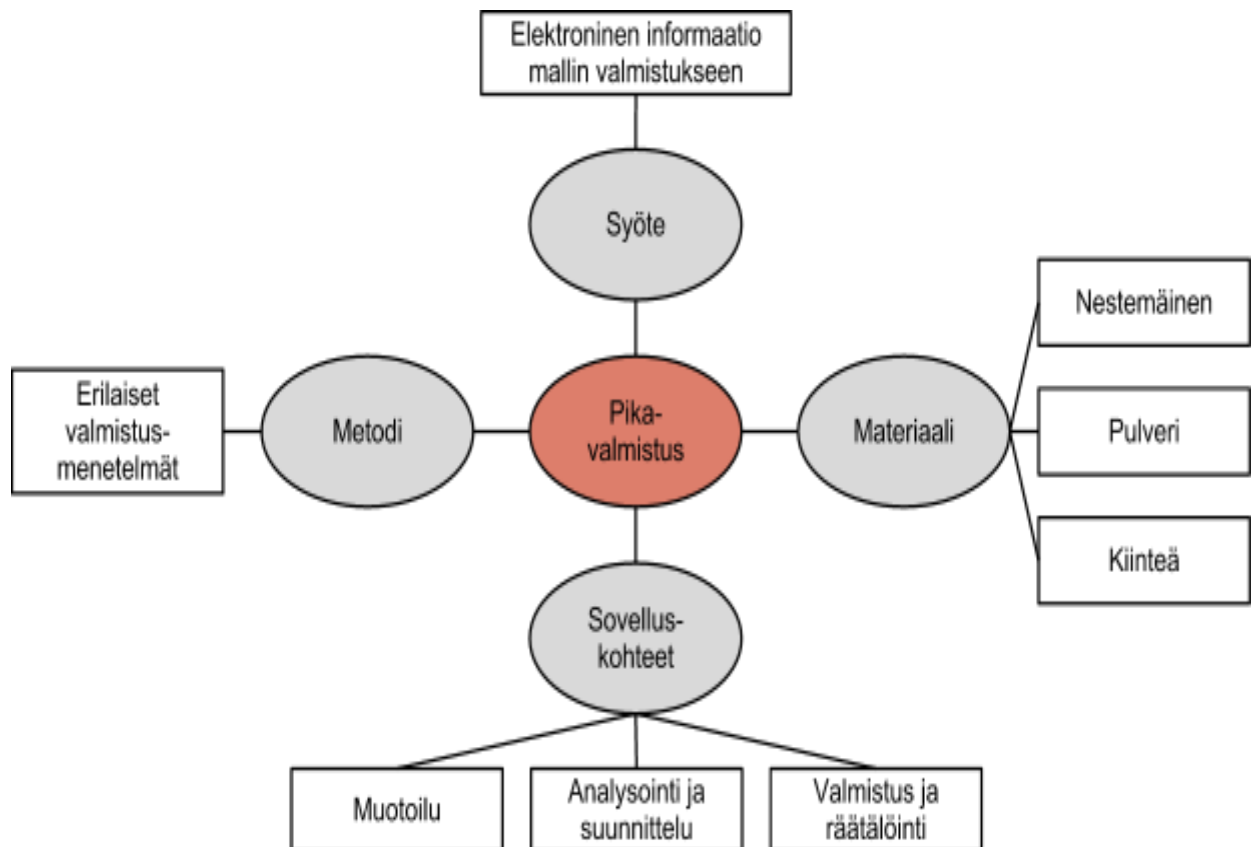 Elektroninen informaatio
mallin valmistukseen
Syöte
Nestemäinen
Erilaiset
valmistus-
menetelmät
Metodi
Pika-
valmistus
Materiaali
Pulveri
Kiinteä
Sovellus-
kohteet
Muotoilu
Analysointi ja
suunnittelu
Valmistus ja
räätälöinti